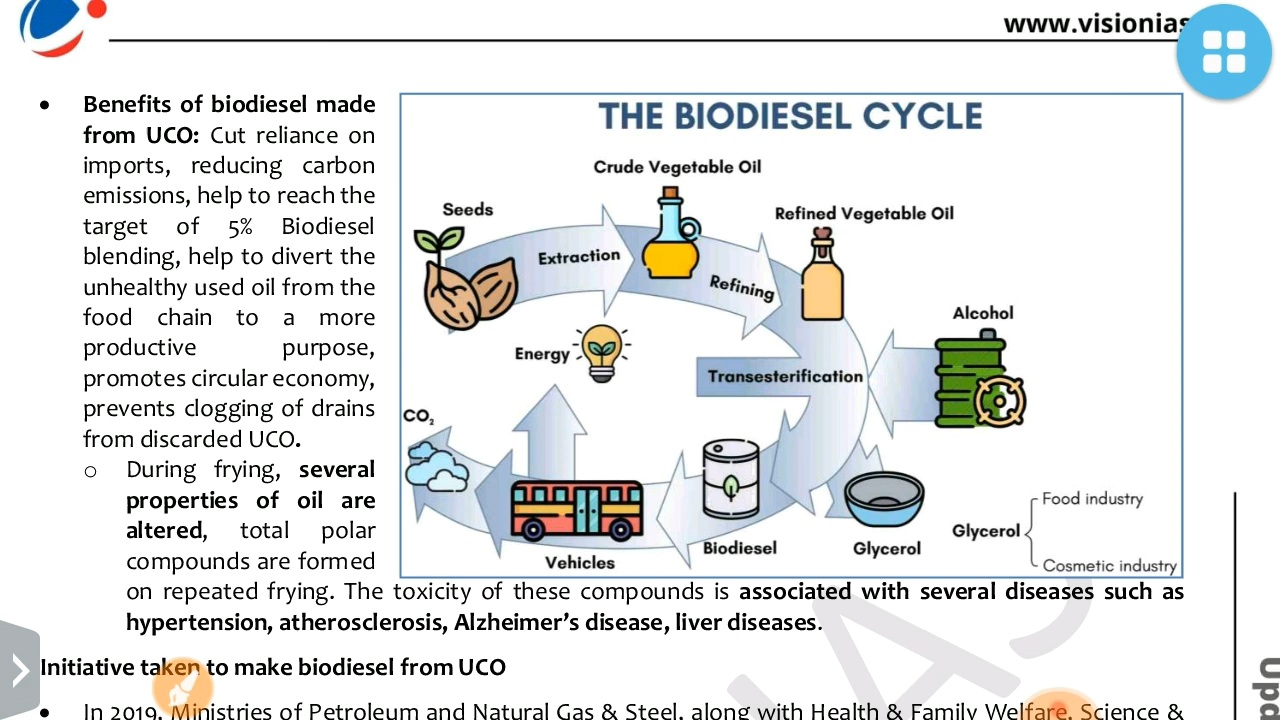 www.visionias
• Benefits of biodiesel made
from UCO: Cut reliance on
imports, reducing carbon
emissions, help to reach the
target of 5% Biodiesel
blending, help to divert the
unhealthy used oil from the
food chain to a more
productive purpose,
promotes circular economy,
prevents clogging of drains
from discarded UCO.
o During frying, several
properties of oil are
altered, total polar
compounds are formed
on repeated frying. The toxicity of these compounds is associated with several diseases such as
hypertension, atherosclerosis, Alzheimer's disease, liver diseases.
THE BIODIESEL CYCLE
Crude Vegetable Oil
Seeds
Refined Vegetable Oil
Extraction
Refining
Alcohol
Energy
Transesterification
CO₂
Biodiesel
Vehicles
Glycerol
Glycerol
Food industry
Cosmetic industry
Initiative taken to make biodiesel from UCO
• In 2019, Ministries of Petroleum and Natural Gas & Steel, along with Health & Family Welfare, Science &